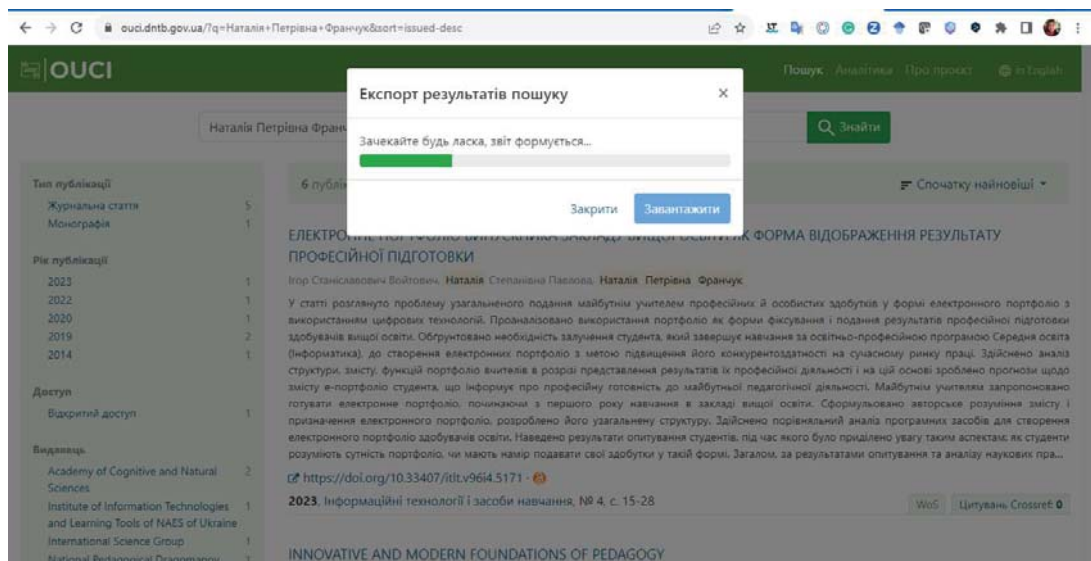 ouci.dntb.gov.ua/?q=Наталія+Петрівна+Франчук&sort=issued-desc
OUCI
Пошук Аналітика Про проєкт in English
Експорт результатів пошуку
×
Зачекайте будь ласка, звіт формується...
Закрити Завантажити
Наталія Петрівна Франч
Знайти
Тип публікації
Журнальна стаття 5
Монографія 1
Рік публікації
2023 1
2022 1
2020 1
2019 2
2014 1
Доступ
Відкритий доступ 1
Видавець
Academy of Cognitive and Natural 2
Sciences
Institute of Information Technologies 1
and Learning Tools of NAES of Ukraine
International Science Group 1
National Pedagogical Dragomanov 1
6 публік
Спочатку найновіші
ЕЛЕКТРОННЕ ПОРТФОЛІО ВИПУСКНИКА ЗАКЛАДУ ВИЩОЇ ОСВІТИ ЯК ФОРМА ВІДОБРАЖЕННЯ РЕЗУЛЬТАТУ
ПРОФЕСІЙНОЇ ПІДГОТОВКИ
Ігор Станіславович Войтович, Наталія Степанівна Павлова, Наталія Петрівна Франчук
У статті розглянуто проблему узагальненого подання майбутнім учителем професійних й особистих здобутків у формі електронного портфоліо з
використанням цифрових технологій. Проаналізовано використання портфоліо як форми фіксування і подання результатів професійної підготовки
здобувачів вищої освіти. Обґрунтовано необхідність залучення студента, який завершує навчання за освітньо-професійною програмою Середня освіта
(Інформатика), до створення електронних портфоліо з метою підвищення його конкурентоздатності на сучасному ринку праці. Здійснено аналіз
структури, змісту, функцій портфоліо вчителів в розрізі представлення результатів їх професійної діяльності і на цій основі зроблено прогнози щодо
змісту е-портфоліо студента, що інформує про професійну готовність до майбутньої педагогічної діяльності. Майбутнім учителям запропоновано
готувати електронне портфоліо, починаючи з першого року навчання в закладі вищої освіти. Сформульовано авторське розуміння змісту і
призначення електронного портфоліо, розроблено його узагальнену структуру. Здійснено порівняльний аналіз програмних засобів для створення
електронного портфоліо здобувачів освіти. Наведено результати опитування студентів, під час якого було приділено увагу таким аспектам: як студенти
розуміють сутність портфоліо, чи мають намір подавати свої здобутки у такій формі. Загалом, за результатами опитування та аналізу наукових пра...
https://doi.org/10.33407/itlt.v96i4.5171 ·
2023, Інформаційні технології і засоби навчання, № 4, с. 15-28
WoS Цитувань Crossref: 0
INNOVATIVE AND MODERN FOUNDATIONS OF PEDAGOGY